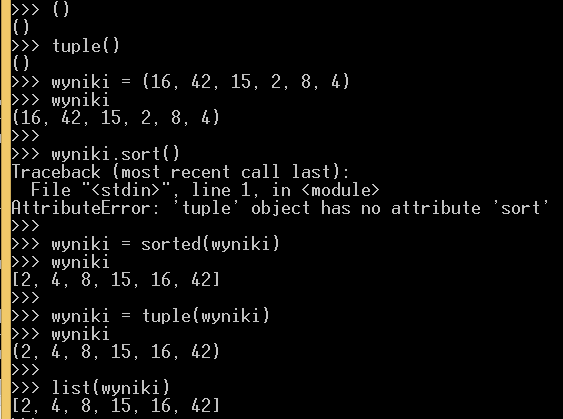 >>> ()
()
>>> tuple()
()
>>> wyniki = (16, 42, 15, 2, 8, 4)
>>> wyniki
(16, 42, 15, 2, 8, 4)
>>>
>>> wyniki.sort()
Traceback (most recent call last):
  File "<stdin>", line 1, in <module>
AttributeError: 'tuple' object has no attribute 'sort'
>>>
>>> wyniki = sorted(wyniki)
>>> wyniki
[2, 4, 8, 15, 16, 42]
>>>
>>> wyniki = tuple(wyniki)
>>> wyniki
(2, 4, 8, 15, 16, 42)
>>>
>>> list(wyniki)
[2, 4, 8, 15, 16, 42]